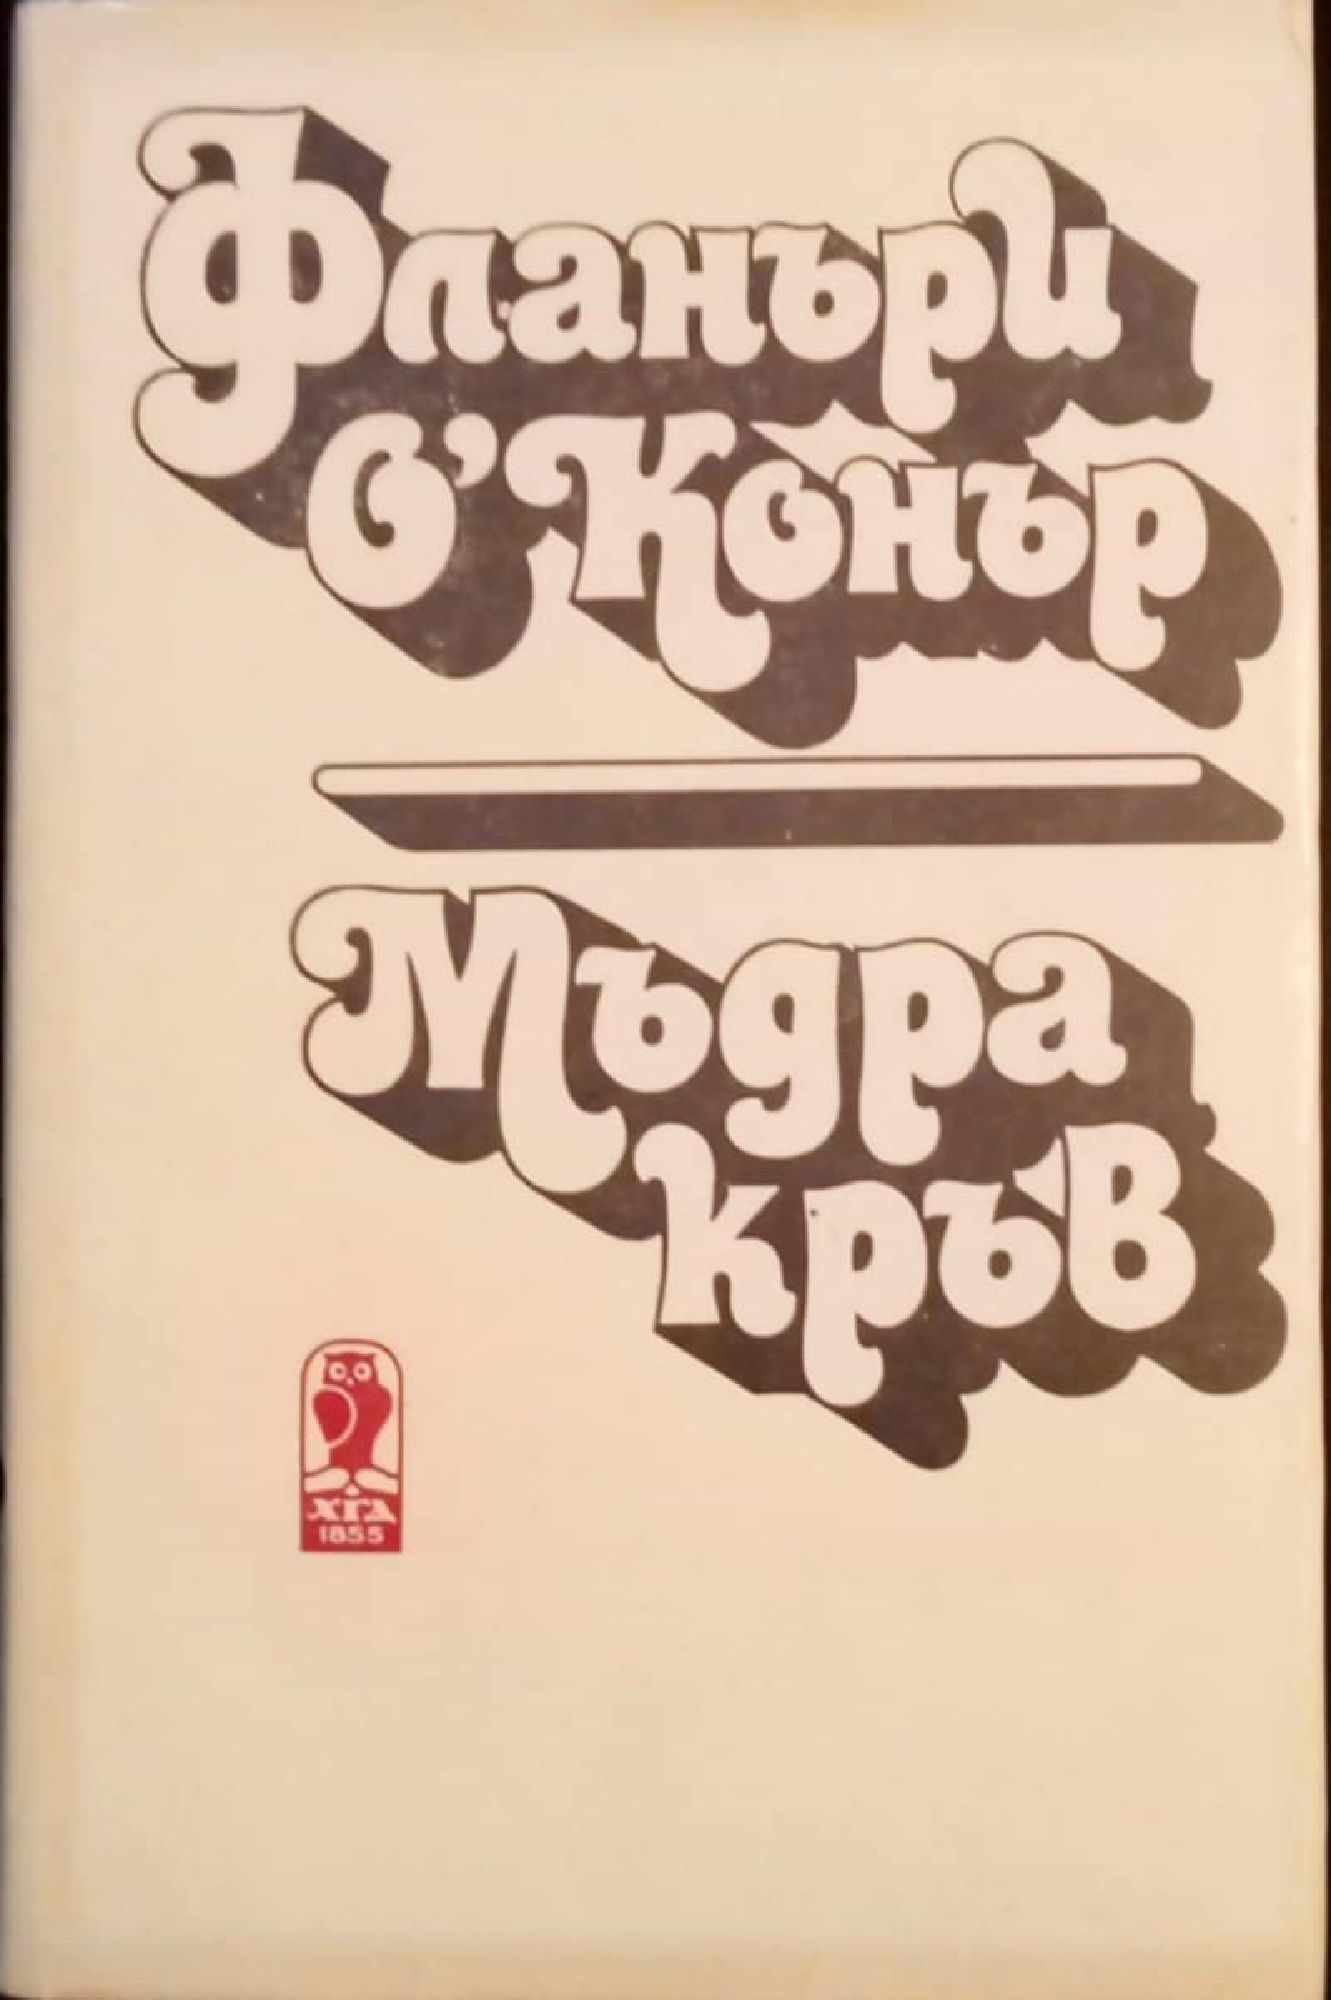 Фланъри
О'Конър
Мъдра
кръв
ХГД
1855